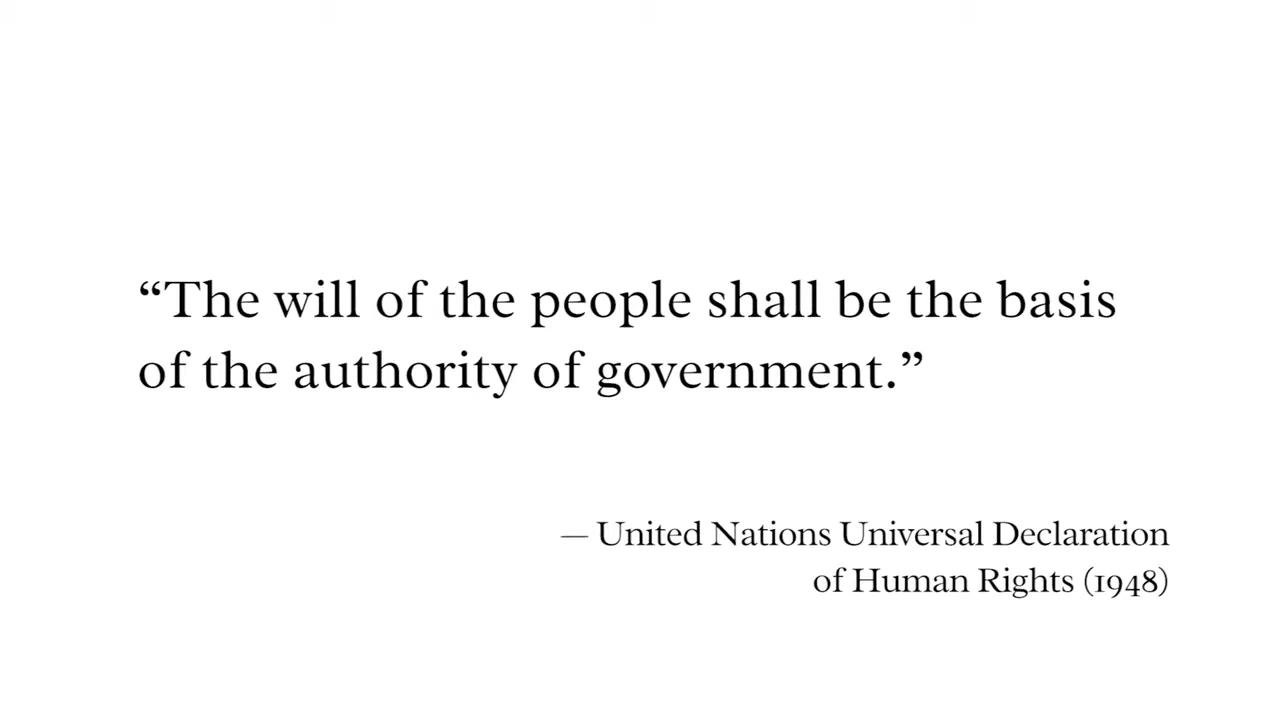 “The will of the people shall be the basis
of the authority of government.”
— United Nations Universal Declaration
of Human Rights (1948)